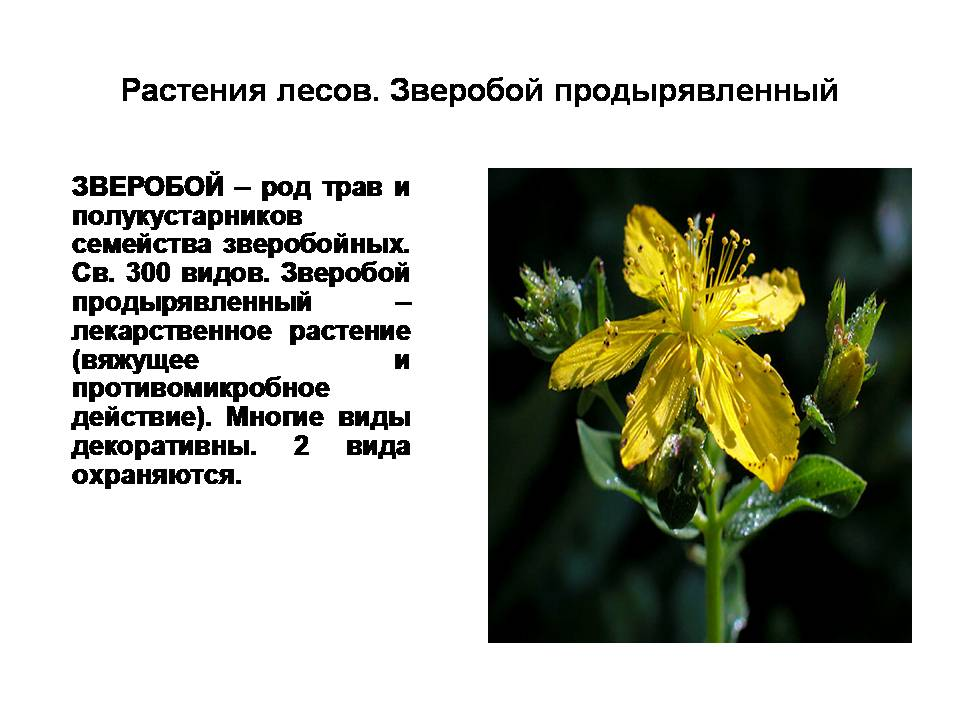 Растения лесов. Зверобой продырявленный
ЗВЕРОБОЙ – род трав и
полукустарников
семейства зверобойных.
Св. 300 видов. Зверобой
продырявленный –
лекарственное растение
(вяжущее и
противомикробное
действие). Многие виды
декоративны. 2 вида
охраняются.